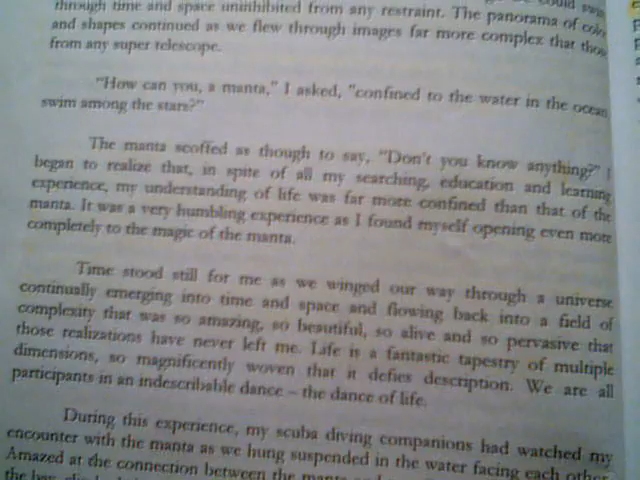 through time and space uninhibited from any restraint. The panorama of
and shapes continued as we flew through images far more complex that
from any super telescope.
"How can you, a manta," I asked, "confined to the water in the ocean
swim among the stars?"
The manta scoffed as though to say, "Don't you know anything?" I
began to realize that, in spite of all my searching, education and learning
experience, my understanding of life was far more confined than that of the
manta. It was a very humbling experience as I found myself opening even more
completely to the magic of the manta.
Time stood still for me as we winged our way through a universe
continually emerging into time and space and flowing back into a field of
complexity that was so amazing, so beautiful, so alive and so pervasive that
those realizations have never left me. Life is a fantastic tapestry of multiple
dimensions, so magnificently woven that it defies description. We are all
participants in an indescribable dance – the dance of life.
During this experience, my scuba diving companions had watched my
encounter with the manta as we hung suspended in the water facing each other.
Amazed at the connection between the manta